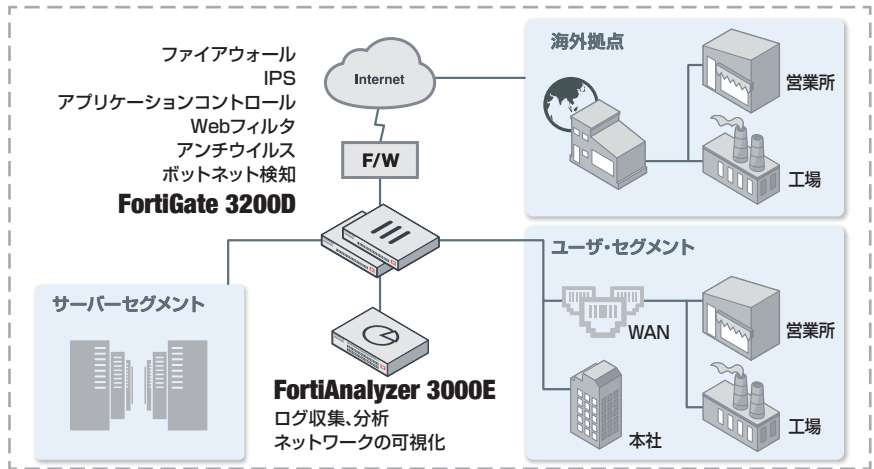 ファイアウォール
IPS
アプリケーションコントロール
Webフィルタ
アンチウイルス
ボットネット検知
FortiGate 3200D
Internet
F/W
海外拠点
営業所
工場
サーバーセグメント
FortiAnalyzer 3000E
ログ収集、分析
ネットワークの可視化
ユーザ・セグメント
WAN
営業所
本社
工場